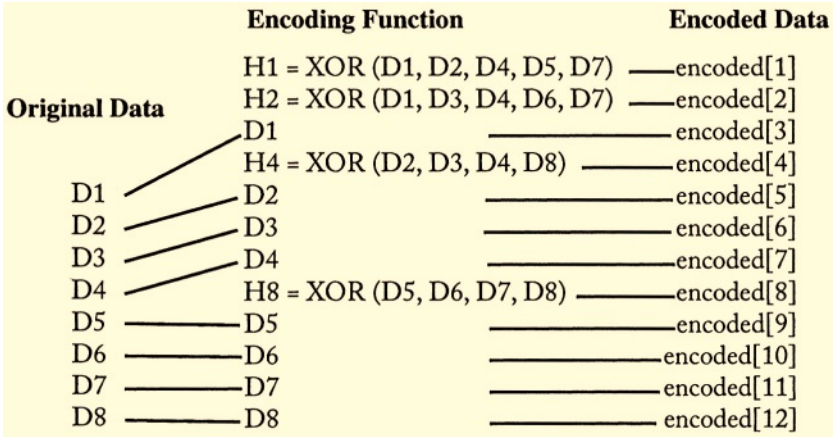 Encoding Function Encoded Data
H1 = XOR (D1, D2, D4, D5, D7) encoded[1]
H2 = XOR (D1, D3, D4, D6, D7) encoded[2]
Original Data
D1 encoded[3]
H4 = XOR (D2, D3, D4, D8) encoded[4]
D1 D2 encoded[5]
D2 D3 encoded[6]
D3 D4 encoded[7]
D4 H8 = XOR (D5, D6, D7, D8) encoded[8]
D5 D5 encoded[9]
D6 D6 encoded[10]
D7 D7 encoded[11]
D8 D8 encoded[12]